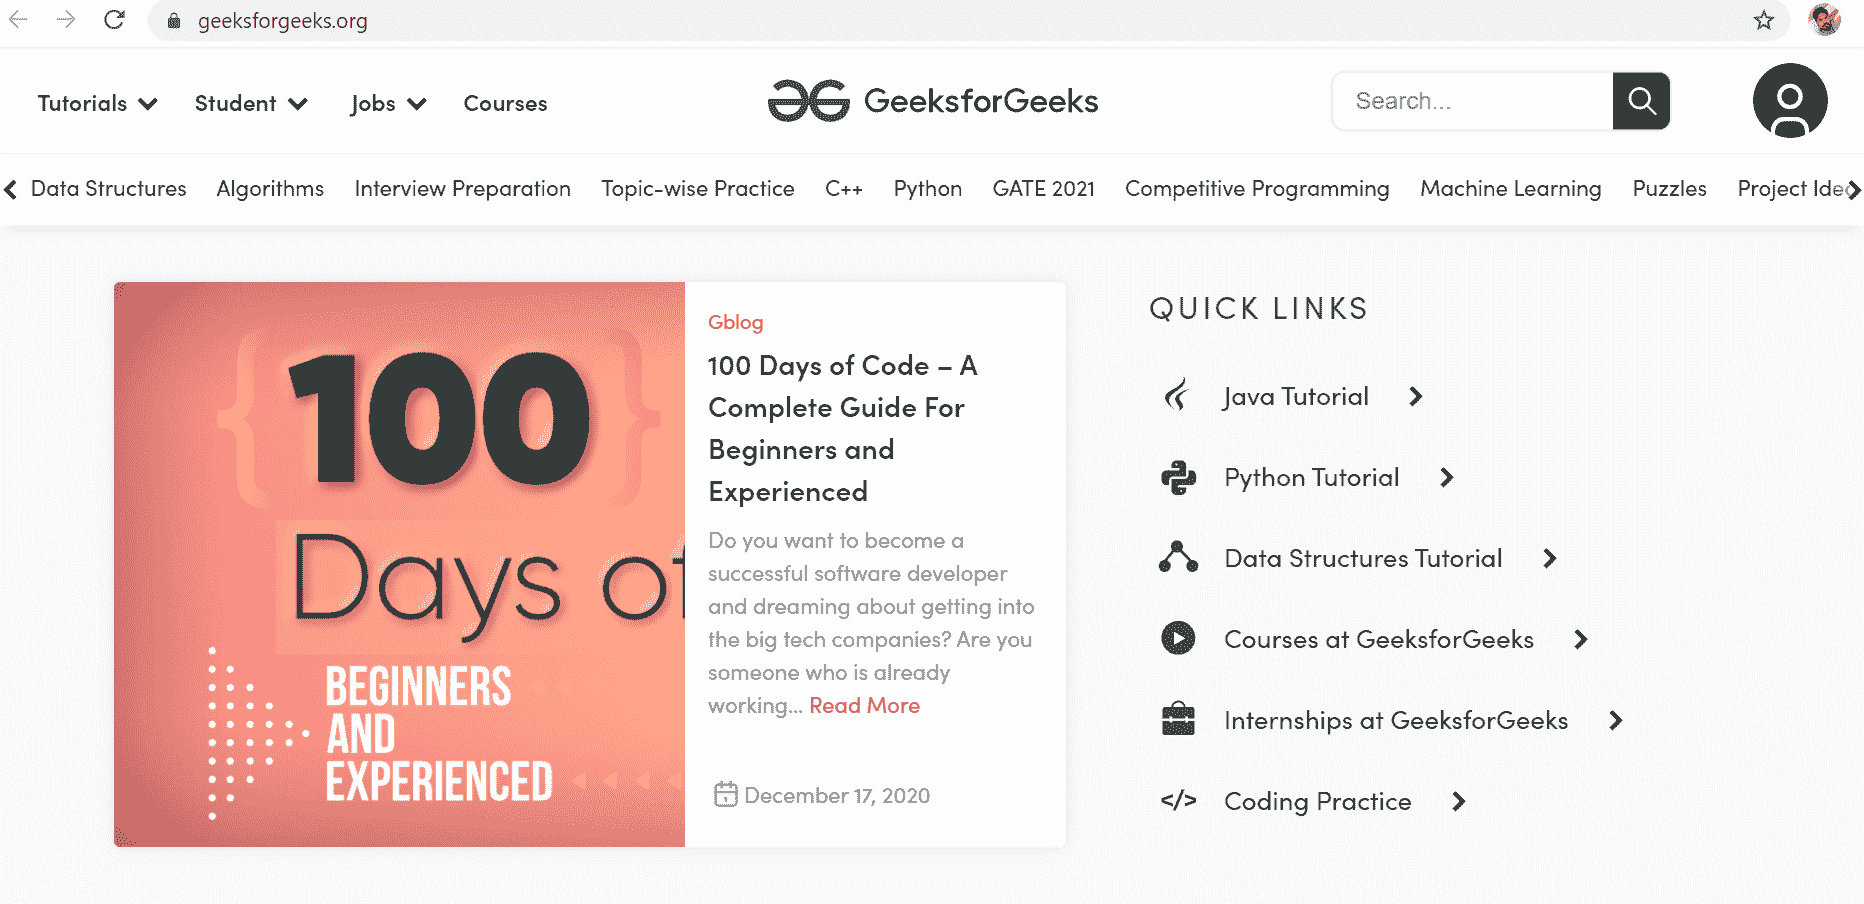 geeksforgeeks.org
Tutorials Student Jobs Courses GeeksforGeeks Search...
Data Structures Algorithms Interview Preparation Topic-wise Practice C++ Python GATE 2021 Competitive Programming Machine Learning Puzzles Project Ide
{100}
Days of
BEGINNERS
AND
EXPERIENCED
Gblog
100 Days of Code – A
Complete Guide For
Beginners and
Experienced
Do you want to become a
successful software developer
and dreaming about getting into
the big tech companies? Are you
someone who is already
working... Read More
December 17, 2020
QUICK LINKS
Java Tutorial
Python Tutorial
Data Structures Tutorial
Courses at GeeksforGeeks
Internships at GeeksforGeeks
</> Coding Practice